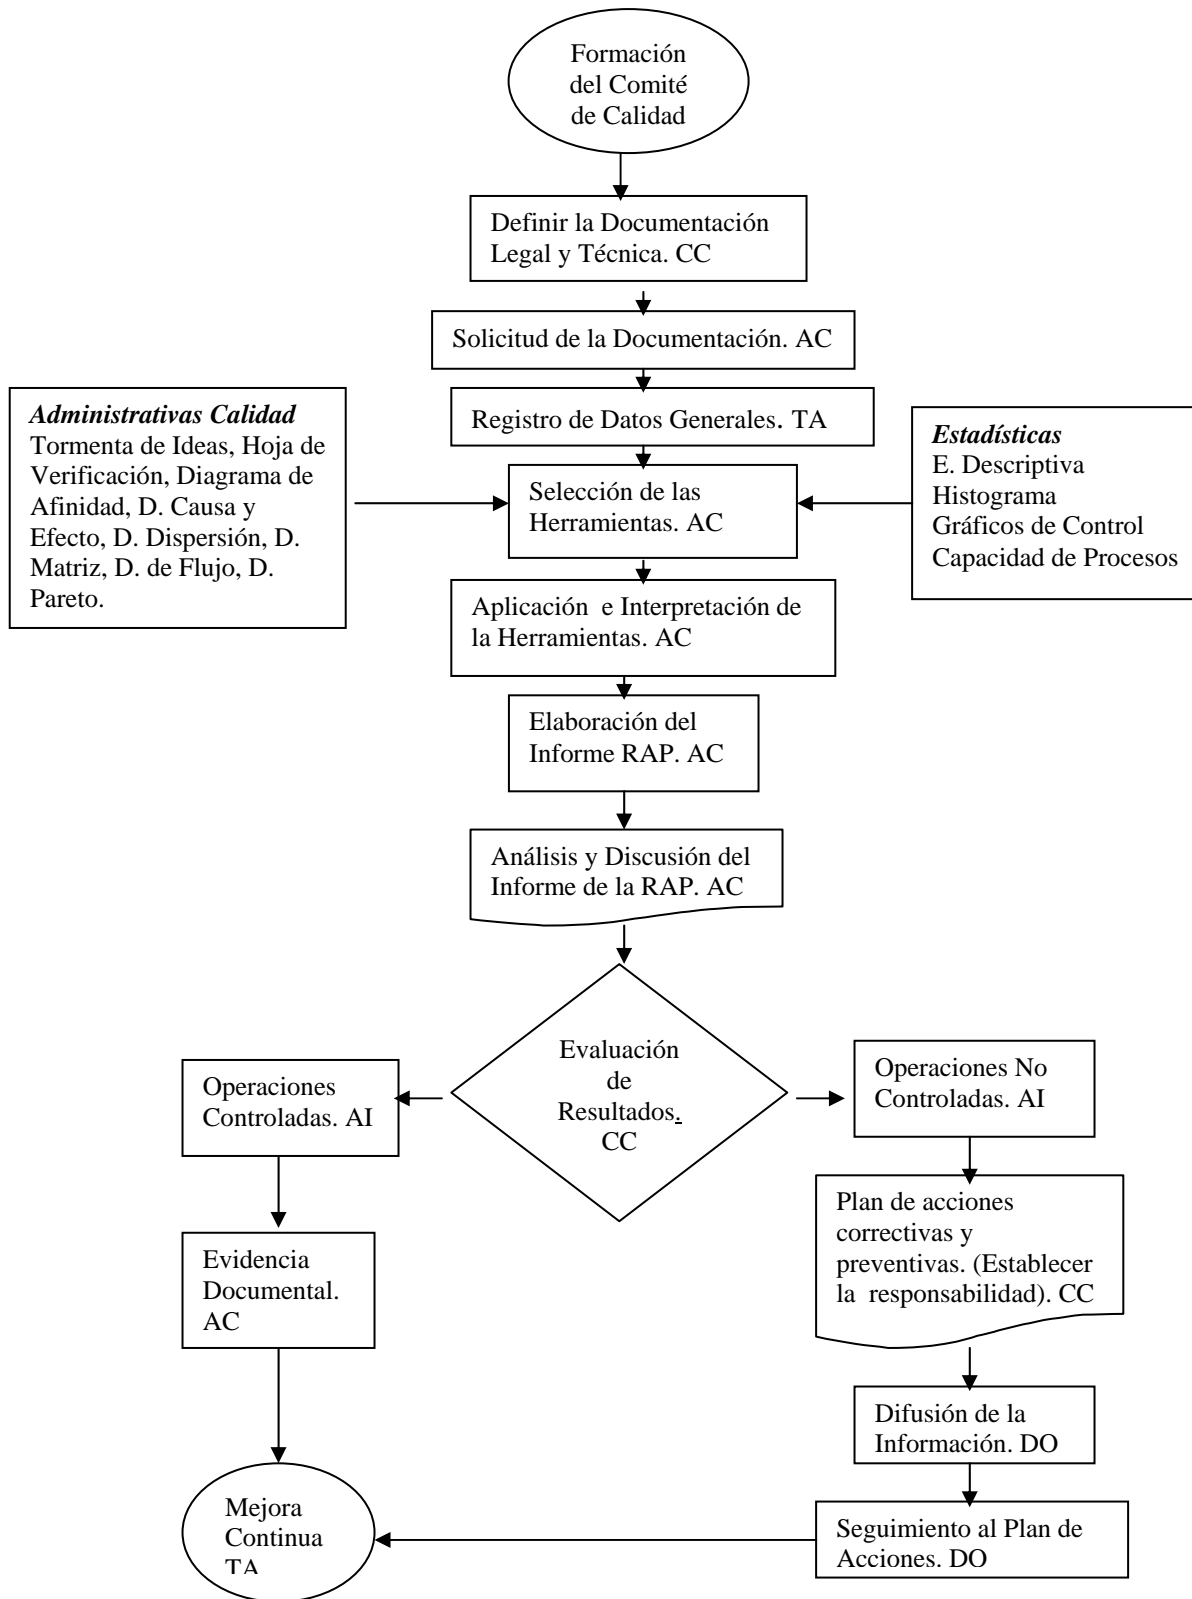 Formación
del Comité
de Calidad
Definir la Documentación
Legal y Técnica. CC
Solicitud de la Documentación. AC
Registro de Datos Generales. TA
Administrativas Calidad
Tormenta de Ideas, Hoja de
Verificación, Diagrama de
Afinidad, D. Causa y
Efecto, D. Dispersión, D.
Matriz, D. de Flujo, D.
Pareto.
Estadísticas
E. Descriptiva
Histograma
Gráficos de Control
Capacidad de Procesos
Selección de las
Herramientas. AC
Aplicación e Interpretación de
la Herramientas. AC
Elaboración del
Informe RAP. AC
Análisis y Discusión del
Informe de la RAP. AC
Evaluación
de
Resultados.
CC
Operaciones
Controladas. AI
Operaciones No
Controladas. AI
Evidencia
Documental.
AC
Plan de acciones
correctivas y
preventivas. (Establecer
la responsabilidad). CC
Difusión de la
Información. DO
Mejora
Continua
TA
Seguimiento al Plan de
Acciones. DO